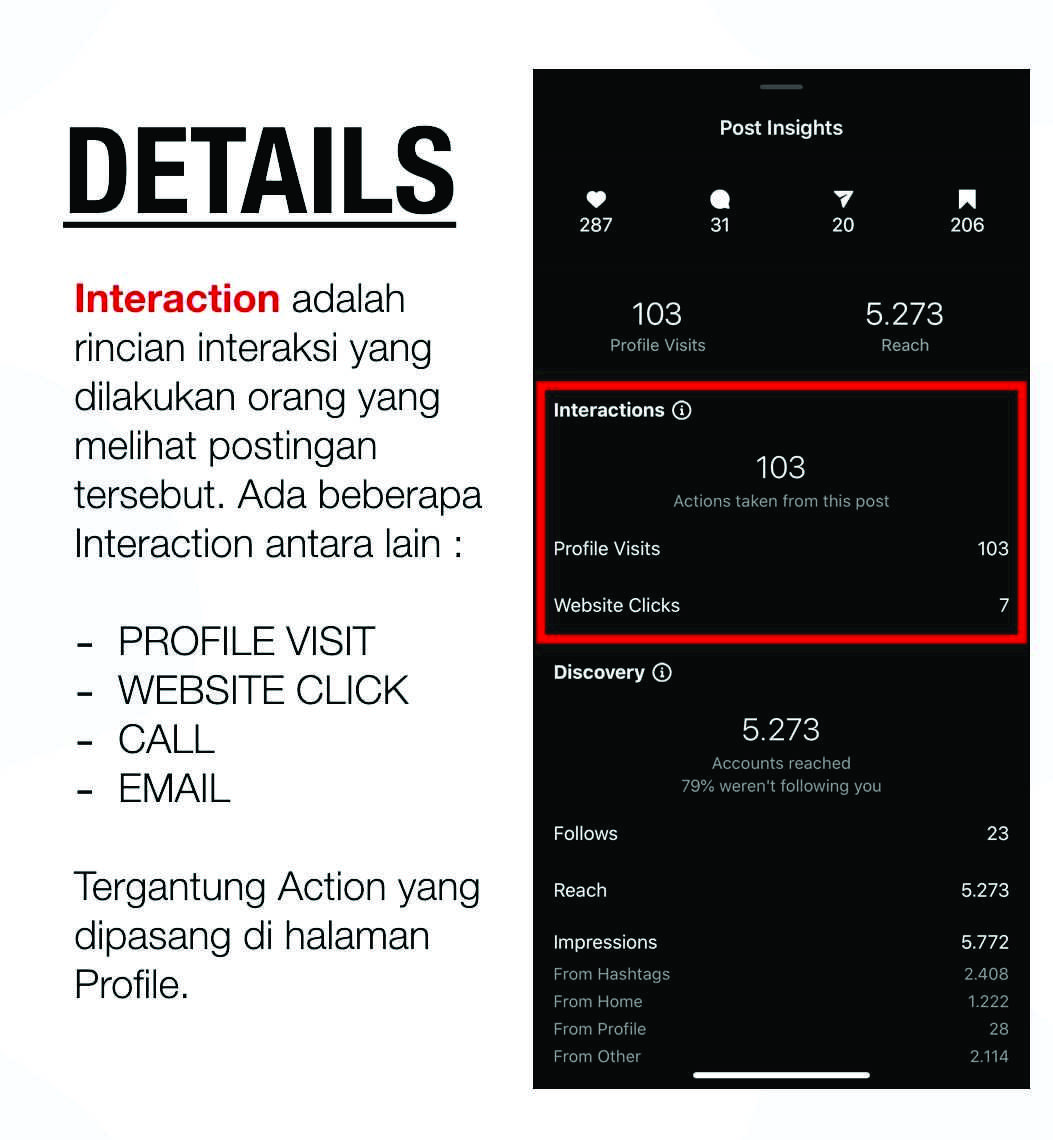 DETAILS
Interaction adalah
rincian interaksi yang
dilakukan orang yang
melihat postingan
tersebut. Ada beberapa
Interaction antara lain :
- PROFILE VISIT
- WEBSITE CLICK
- CALL
- EMAIL
Tergantung Action yang
dipasang di halaman
Profile.
Post Insights
287 31 20 206
103 5.273
Profile Visits Reach
Interactions
103
Actions taken from this post
Profile Visits 103
Website Clicks 7
Discovery
5.273
Accounts reached
79% weren't following you
Follows 23
Reach 5.273
Impressions 5.772
From Hashtags 2.408
From Home 1.222
From Profile 28
From Other 2.114